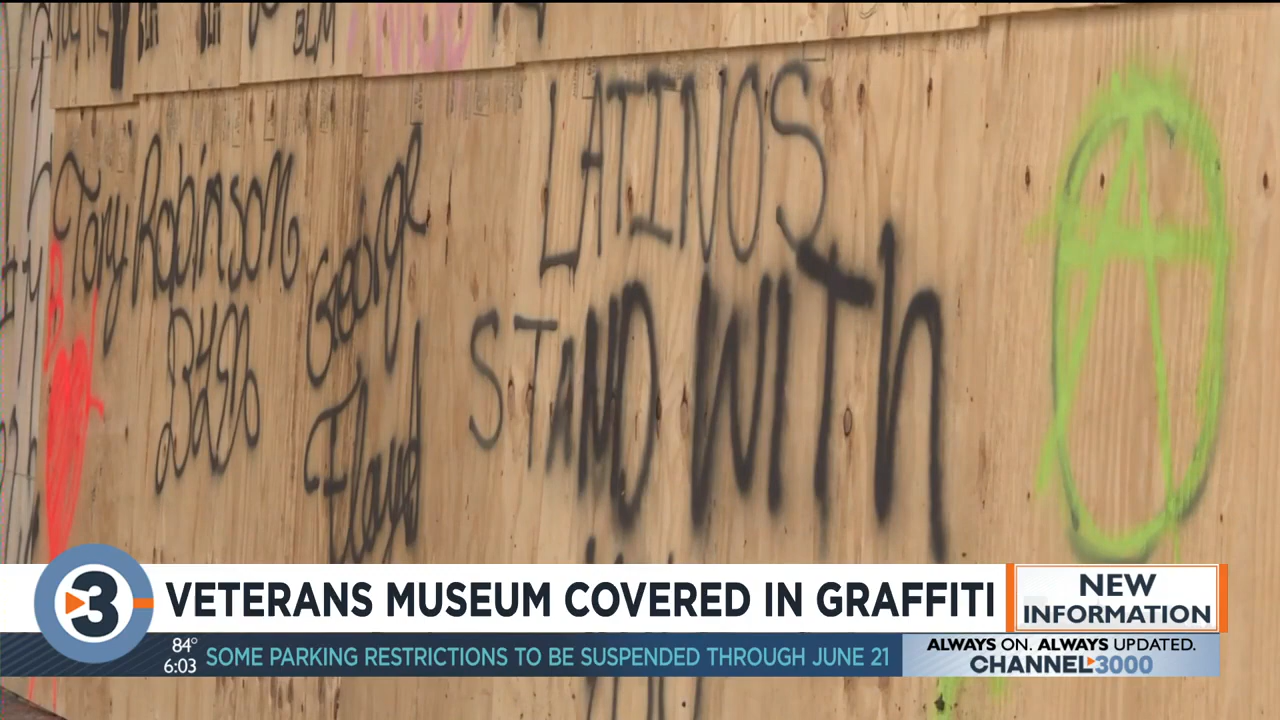 BLM
LATINOS
Tony Robinson
George
STAND WITH
Floyd
A
VETERANS MUSEUM COVERED IN GRAFFITI
NEW
INFORMATION
3
84°
6:03
SOME PARKING RESTRICTIONS TO BE SUSPENDED THROUGH JUNE 21
ALWAYS ON. ALWAYS UPDATED.
CHANNEL3000